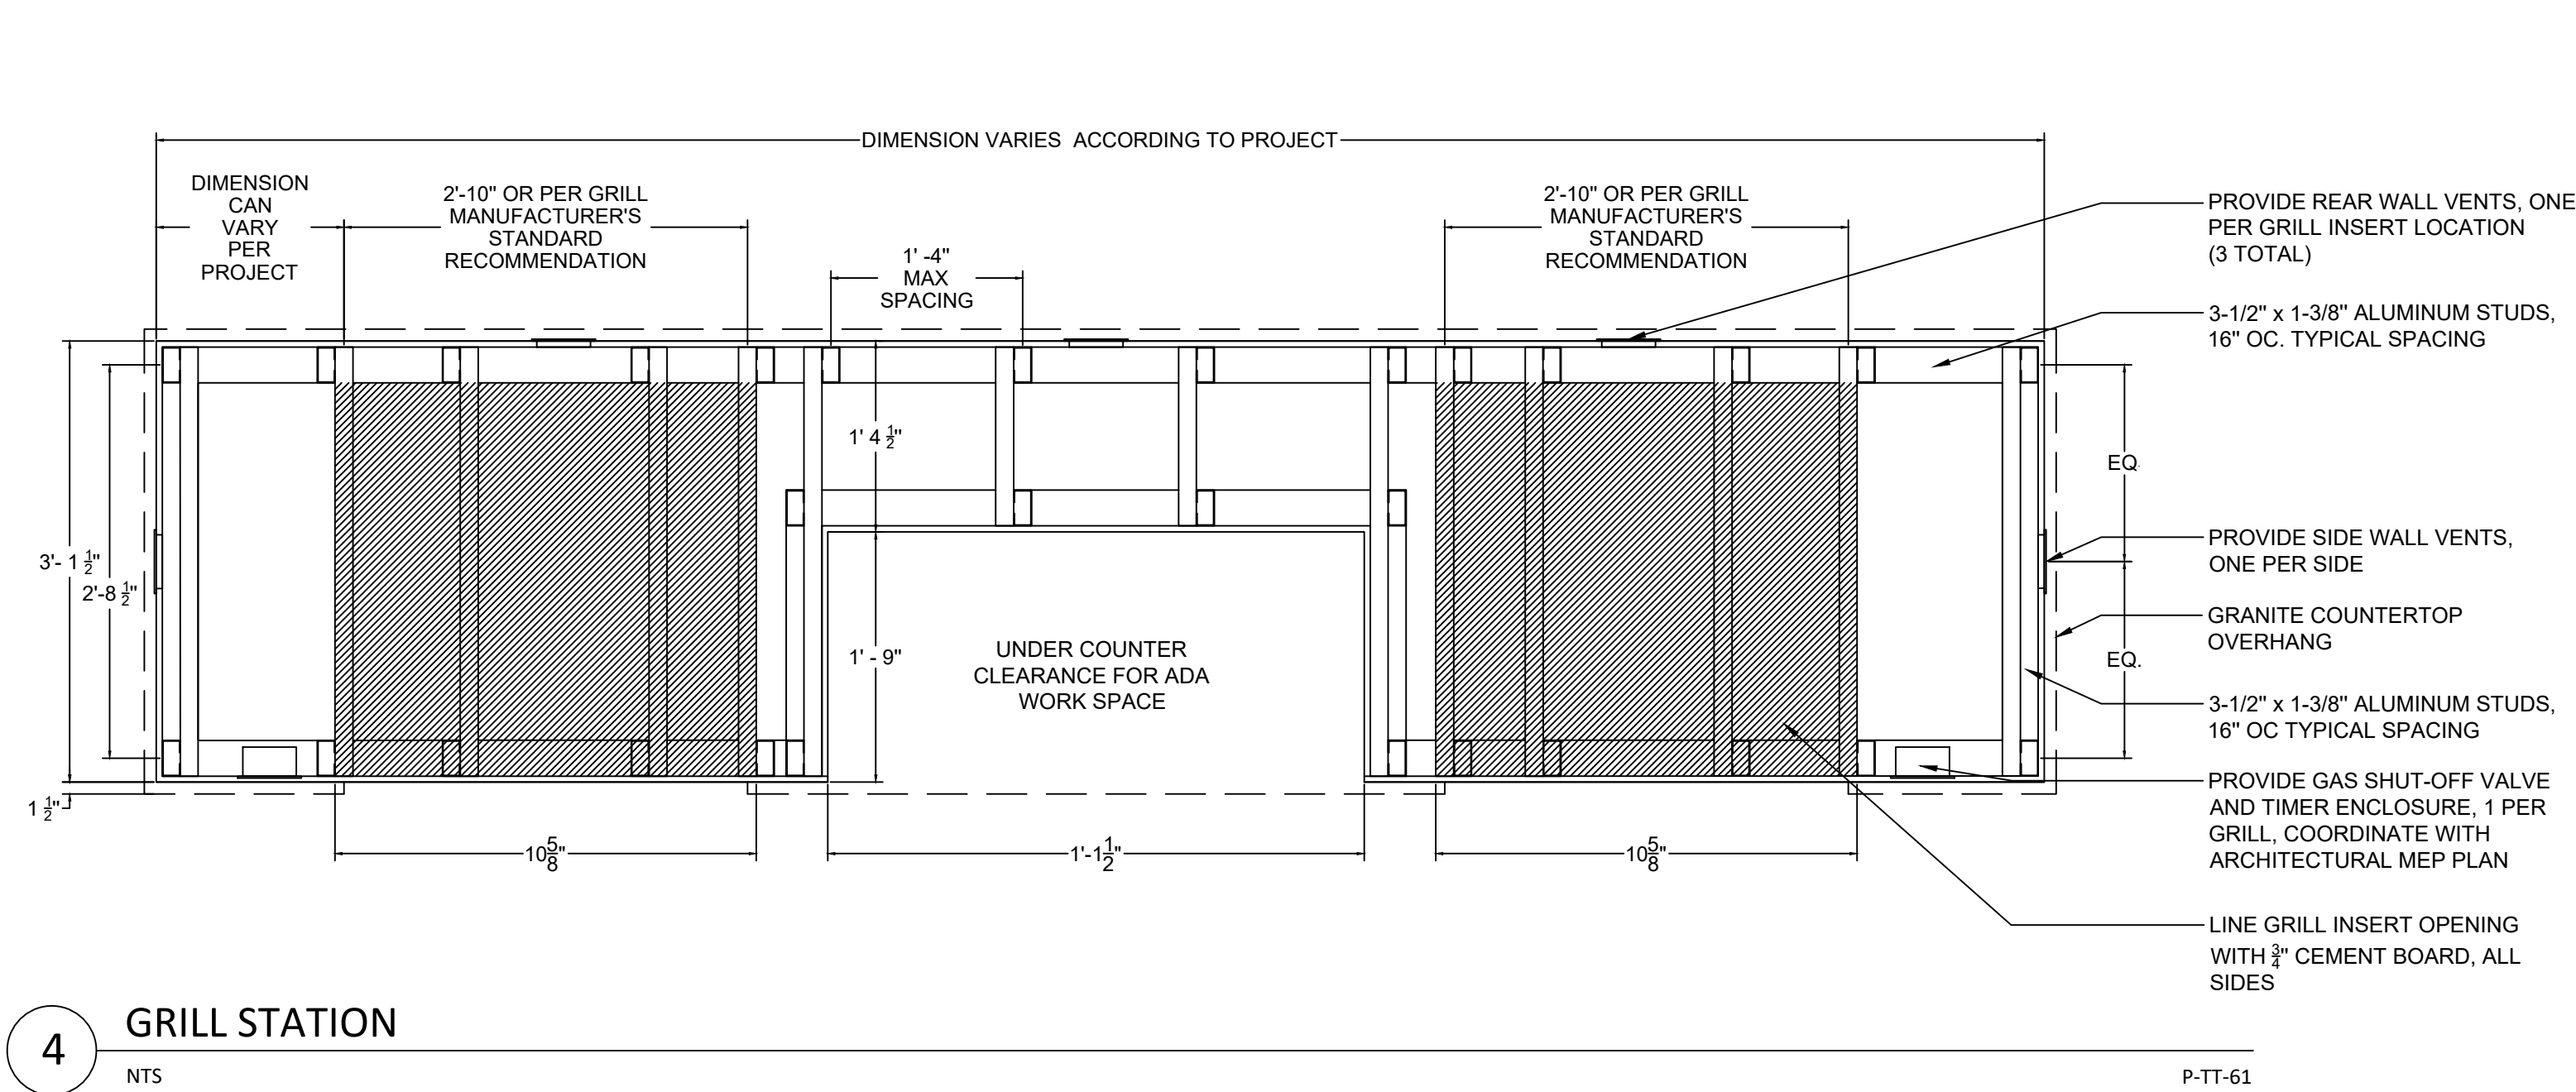 DIMENSION VARIES ACCORDING TO PROJECT
DIMENSION
CAN
VARY
PER
PROJECT
2'-10" OR PER GRILL
MANUFACTURER'S
STANDARD
RECOMMENDATION
1' -4"
MAX
SPACING
2'-10" OR PER GRILL
MANUFACTURER'S
STANDARD
RECOMMENDATION
PROVIDE REAR WALL VENTS, ONE
PER GRILL INSERT LOCATION
(3 TOTAL)
3-1/2" x 1-3/8" ALUMINUM STUDS,
16" OC. TYPICAL SPACING
1' 4 1/2"
EQ.
3'- 1 1/2"
2'-8 1/2"
PROVIDE SIDE WALL VENTS,
ONE PER SIDE
GRANITE COUNTERTOP
OVERHANG
1' - 9"
UNDER COUNTER
CLEARANCE FOR ADA
WORK SPACE
EQ.
3-1/2" x 1-3/8" ALUMINUM STUDS,
16" OC TYPICAL SPACING
PROVIDE GAS SHUT-OFF VALVE
AND TIMER ENCLOSURE, 1 PER
GRILL, COORDINATE WITH
ARCHITECTURAL MEP PLAN
1 1/2"
10 5/8"
1'-1 1/2"
10 5/8"
LINE GRILL INSERT OPENING
WITH 3/4" CEMENT BOARD, ALL
SIDES
4
GRILL STATION
NTS
P-TT-61